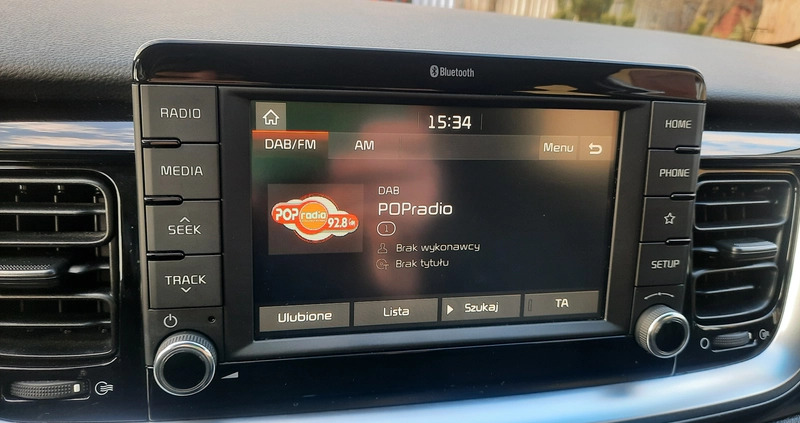 Bluetooth
RADIO
MEDIA
SEEK
TRACK
15:34
DAB/FM
AM
Menu
POP radio
92.8 fm
DAB
POPradio
1
Brak wykonawcy
Brak tytułu
Ulubione
Lista
Szukaj
TA
HOME
PHONE
SETUP